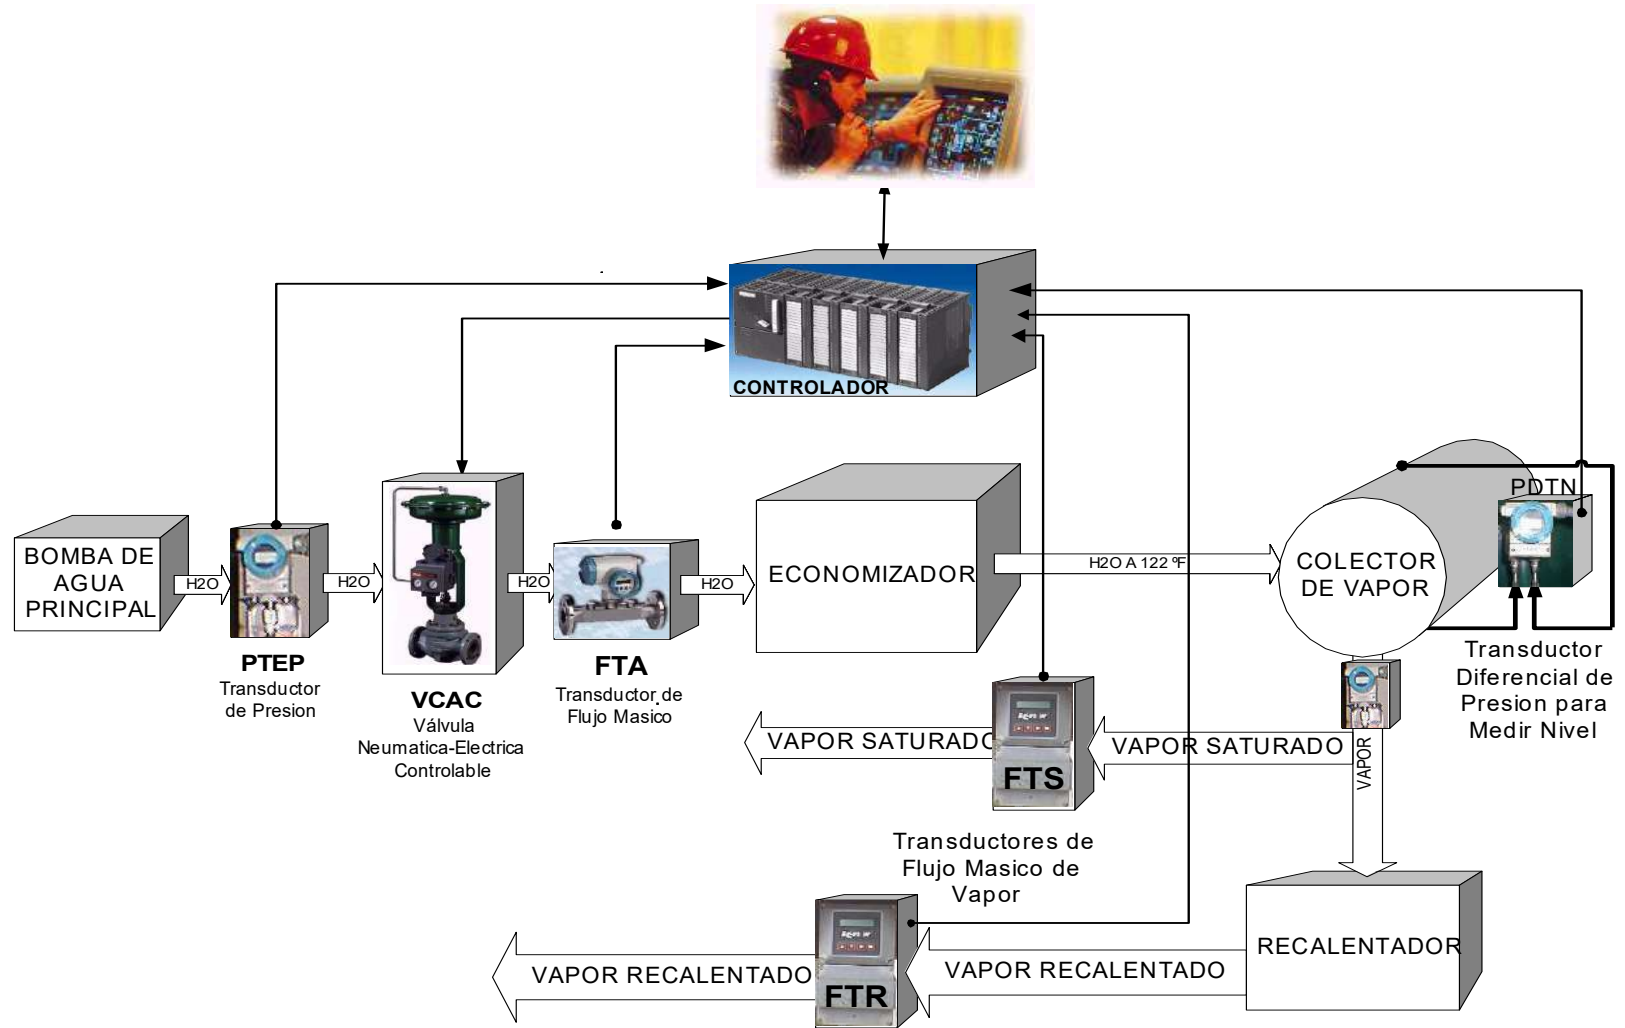 CONTROLADOR
BOMBA DE
AGUA
PRINCIPAL
H2O
PTEP
Transductor
de Presion
H2O
VCAC
Válvula
Neumatica-Electrica
Controlable
H2O
FTA
Transductor de
Flujo Masico
H2O
ECONOMIZADOR
H2O A 122 ºF
COLECTOR
DE VAPOR
PDTN
Transductor
Diferencial de
Presion para
Medir Nivel
VAPOR SATURADO
FTS
VAPOR SATURADO
VAPOR
Transductores de
Flujo Masico de
Vapor
RECALENTADOR
VAPOR RECALENTADO
FTR
VAPOR RECALENTADO